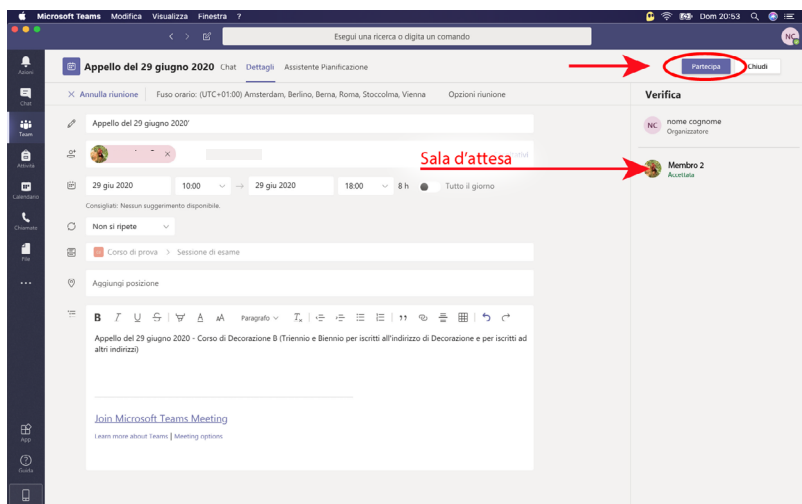 Microsoft Teams Modifica Visualizza Finestra ?
Dom 20:53
Esegui una ricerca o digita un comando
NC
Azioni
Chat
Team
Attività
Calendario
Chiamate
File
App
Guida
Appello del 29 giugno 2020 Chat Dettagli Assistente Pianificazione
Partecipa
Chiudi
Annulla riunione
Fuso orario: (UTC+01:00) Amsterdam, Berlino, Berna, Roma, Stoccolma, Vienna
Opzioni riunione
Appello del 29 giugno 2020'
Sala d'attesa
29 giu 2020 10:00 → 29 giu 2020 18:00 8 h Tutto il giorno
Consigliati: Nessun suggerimento disponibile.
Non si ripete
Corso di prova > Sessione di esame
Aggiungi posizione
B I U S A AA Paragrafo
Appello del 29 giugno 2020 - Corso di Decorazione B (Triennio e Biennio per iscritti all'indirizzo di Decorazione e per iscritti ad
altri indirizzi)
Join Microsoft Teams Meeting
Learn more about Teams | Meeting options
Verifica
NC
nome cognome
Organizzatore
Membro 2
Accettata